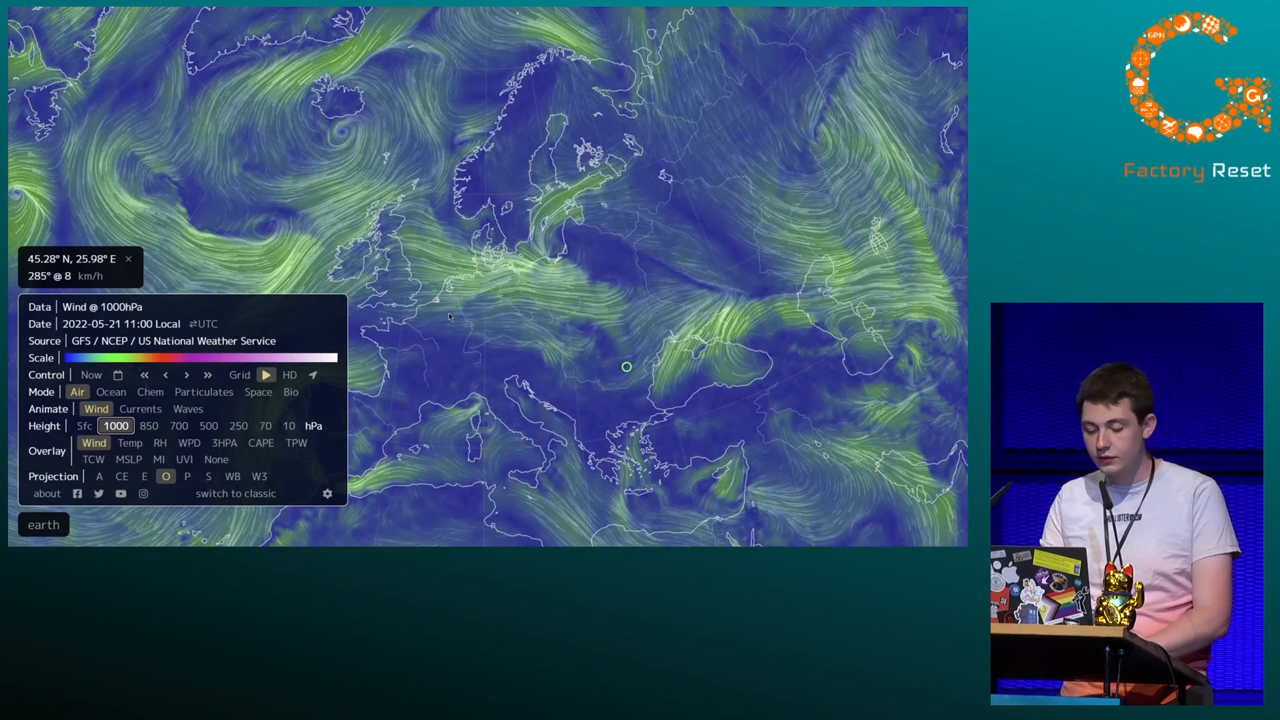 GPN
G
Factory Reset
45.28° N, 25.98° E ×
285° @ 8 km/h
Data | Wind @ 1000hPa
Date | 2022-05-21 11:00 Local ⇄UTC
Source | GFS / NCEP / US National Weather Service
Scale
Control | Now Grid HD
Mode | Air Ocean Chem Particulates Space Bio
Animate | Wind Currents Waves
Height | Sfc 1000 850 700 500 250 70 10 hPa
Overlay | Wind Temp RH WPD 3HPA CAPE TPW
TCW MSLP MI UVI None
Projection | A CE E O P S WB W3
about switch to classic
earth